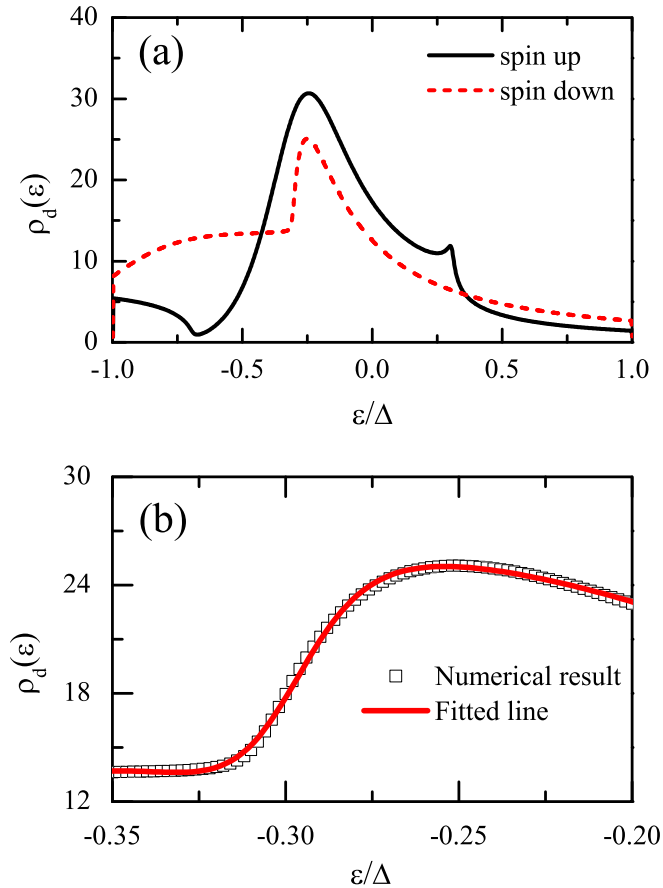 (a)
spin up
spin down
40
30
20
10
0
ρd(ε)
-1.0 -0.5 0.0 0.5 1.0
ε/Δ
(b)
Numerical result
Fitted line
30
24
18
12
ρd(ε)
-0.35 -0.30 -0.25 -0.20
ε/Δ